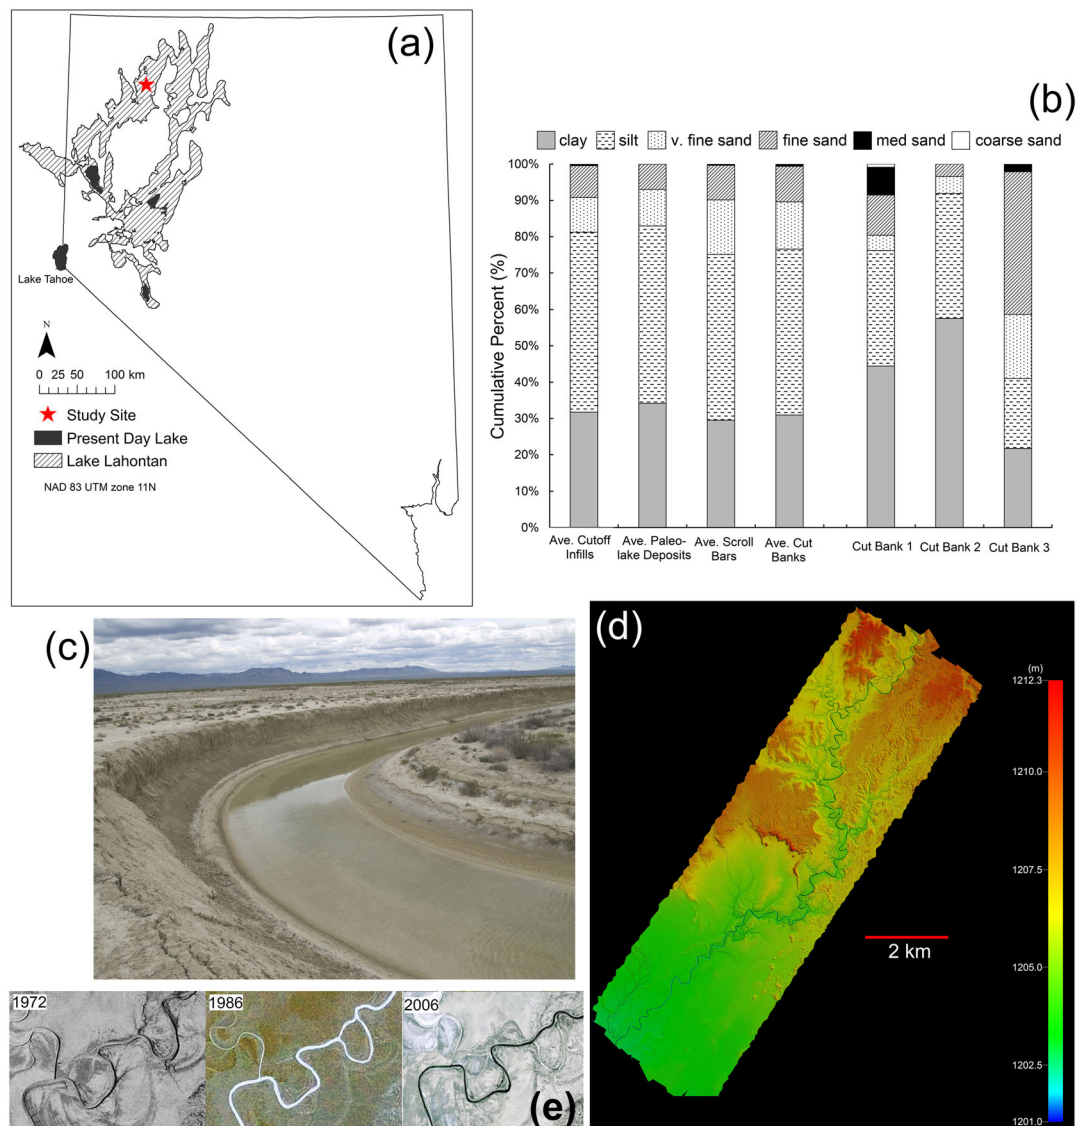 (a)
Lake Tahoe
N
0 25 50 100 km
Study Site
Present Day Lake
Lake Lahontan
NAD 83 UTM zone 11N
(b)
clay silt v. fine sand fine sand med sand coarse sand
100%
90%
80%
70%
60%
50%
40%
30%
20%
10%
0%
Cumulative Percent (%)
Ave. Cutoff
Infills
Ave. Paleo-
lake Deposits
Ave. Scroll
Bars
Ave. Cut
Banks
Cut Bank 1
Cut Bank 2
Cut Bank 3
(c)
(d)
(m)
1212.3
1210.0
1207.5
1205.0
1202.5
1201.0
2 km
1972
1986
2006
(e)